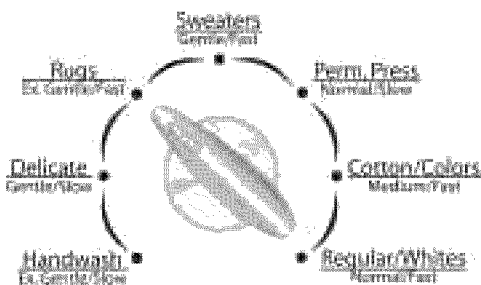 Sweaters
Gentle/Fast
Rugs
Ex. Gentle/Fast
Perm. Press
Normal/Slow
Delicate
Gentle/Slow
Cotton/Colors
Medium/Fast
Handwash
Ex. Gentle/Slow
Regular/Whites
Normal/Fast